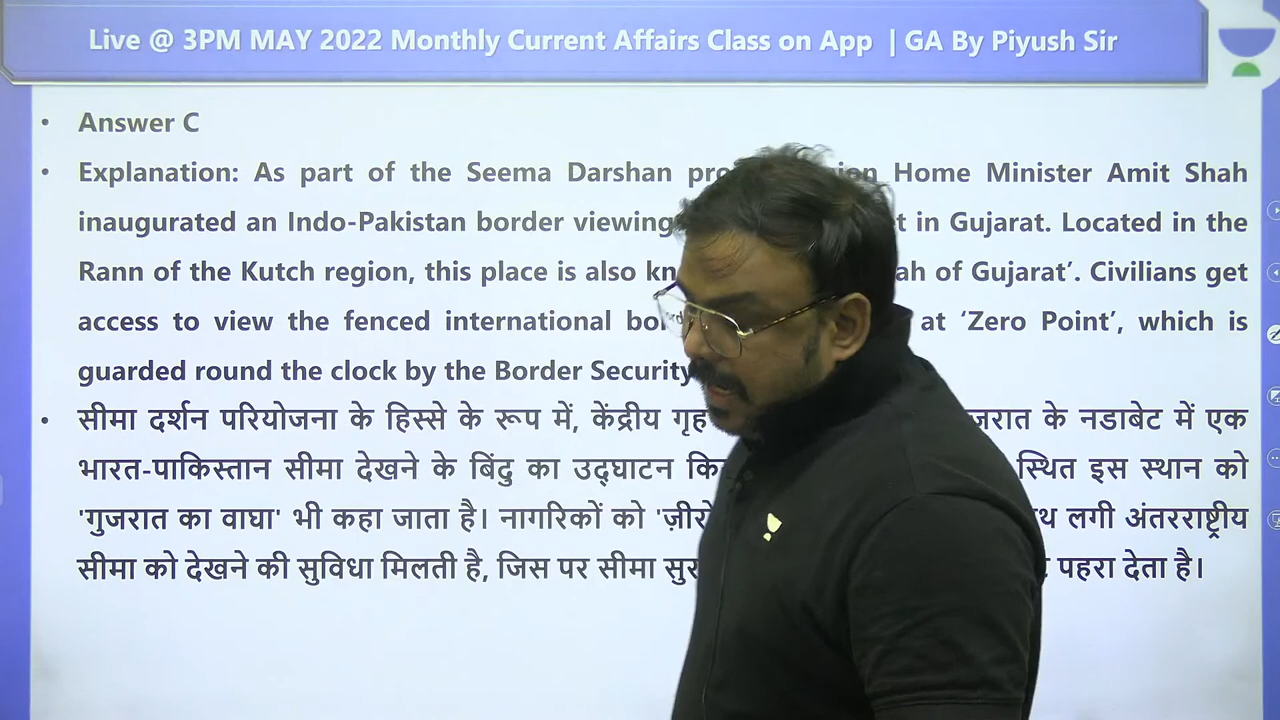 Live @ 3PM MAY 2022 Monthly Current Affairs Class on App | GA By Piyush Sir
• Answer C
• Explanation: As part of the Seema Darshan Home Minister Amit Shah
inaugurated an Indo-Pakistan border viewing in Gujarat. Located in the
Rann of the Kutch region, this place is also of Gujarat’. Civilians get
access to view the fenced international at ‘Zero Point’, which is
guarded round the clock by the Border Security
• सीमा दर्शन परियोजना के हिस्से के रूप में, केंद्रीय गृह के नडाबेट में एक
भारत-पाकिस्तान सीमा देखने के बिंदु का उद्घाटन स्थित इस स्थान को
'गुजरात का वाघा' भी कहा जाता है। नागरिकों को लगी अंतरराष्ट्रीय
सीमा को देखने की सुविधा मिलती है, जिस पर सीमा पहरा देता है।